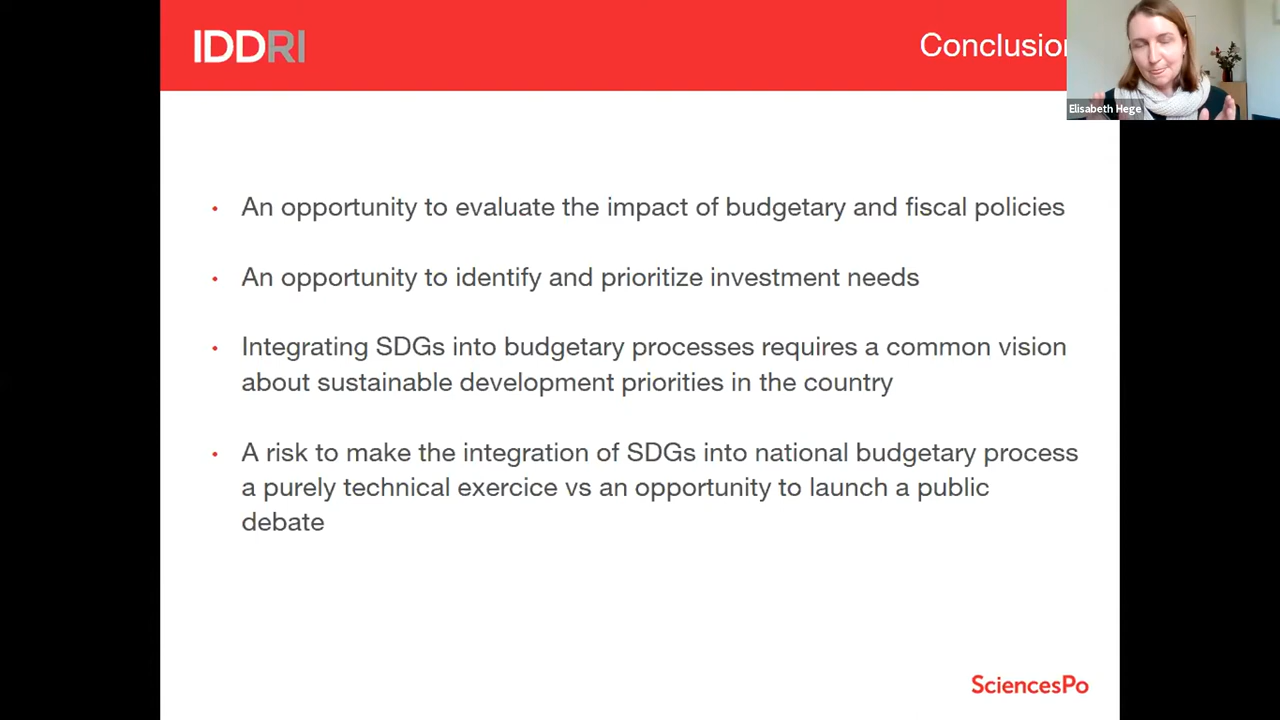 IDDRI
Conclusion
Elisabeth Hege
• An opportunity to evaluate the impact of budgetary and fiscal policies
• An opportunity to identify and prioritize investment needs
• Integrating SDGs into budgetary processes requires a common vision
about sustainable development priorities in the country
• A risk to make the integration of SDGs into national budgetary process
a purely technical exercice vs an opportunity to launch a public
debate
SciencesPo